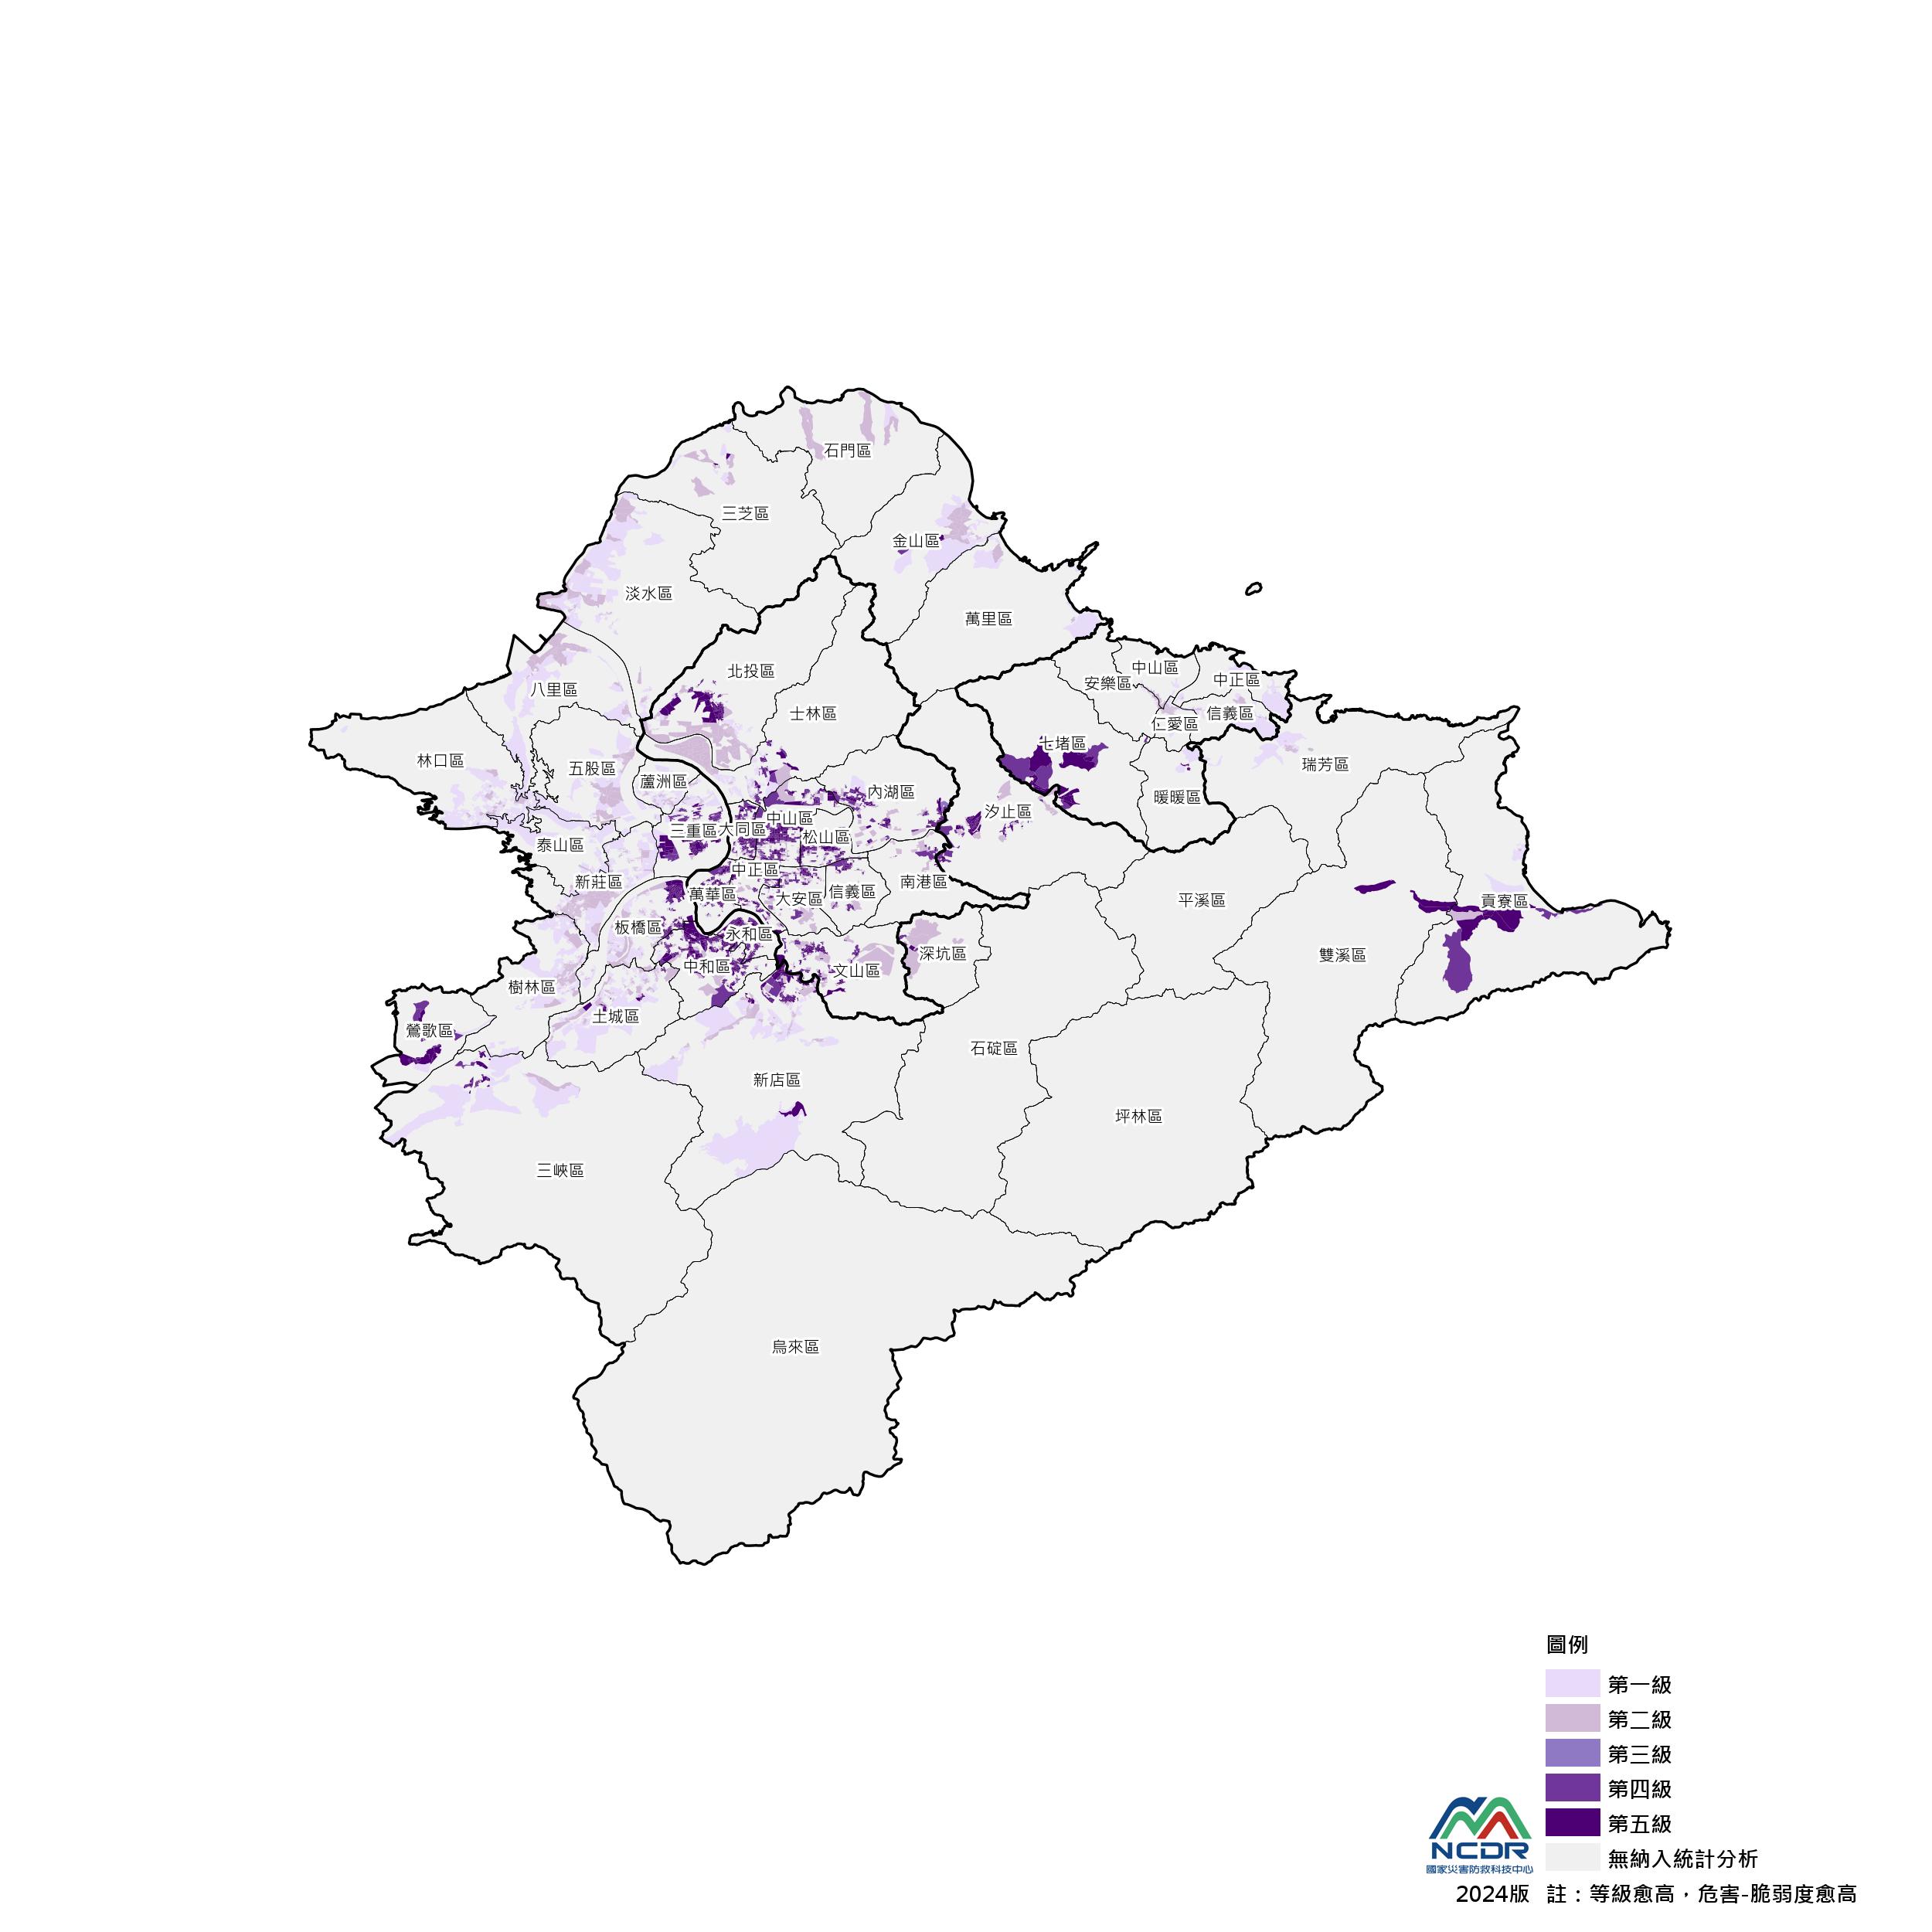 石門區
三芝區
金山區
淡水區
萬里區
北投區
中山區
中正區
安樂區
八里區
士林區
信義區
仁愛區
七堵區
林口區
五股區
瑞芳區
蘆洲區
內湖區
暖暖區
汐止區
中山區
三重區
大同區
松山區
泰山區
中正區
新莊區
南港區
萬華區
大安區
信義區
平溪區
貢寮區
板橋區
永和區
深坑區
雙溪區
中和區
文山區
樹林區
土城區
鶯歌區
石碇區
新店區
坪林區
三峽區
烏來區
圖例
第一級
第二級
第三級
第四級
第五級
無納入統計分析
NCDR
國家災害防救科技中心
2024版 註：等級愈高，危害-脆弱度愈高